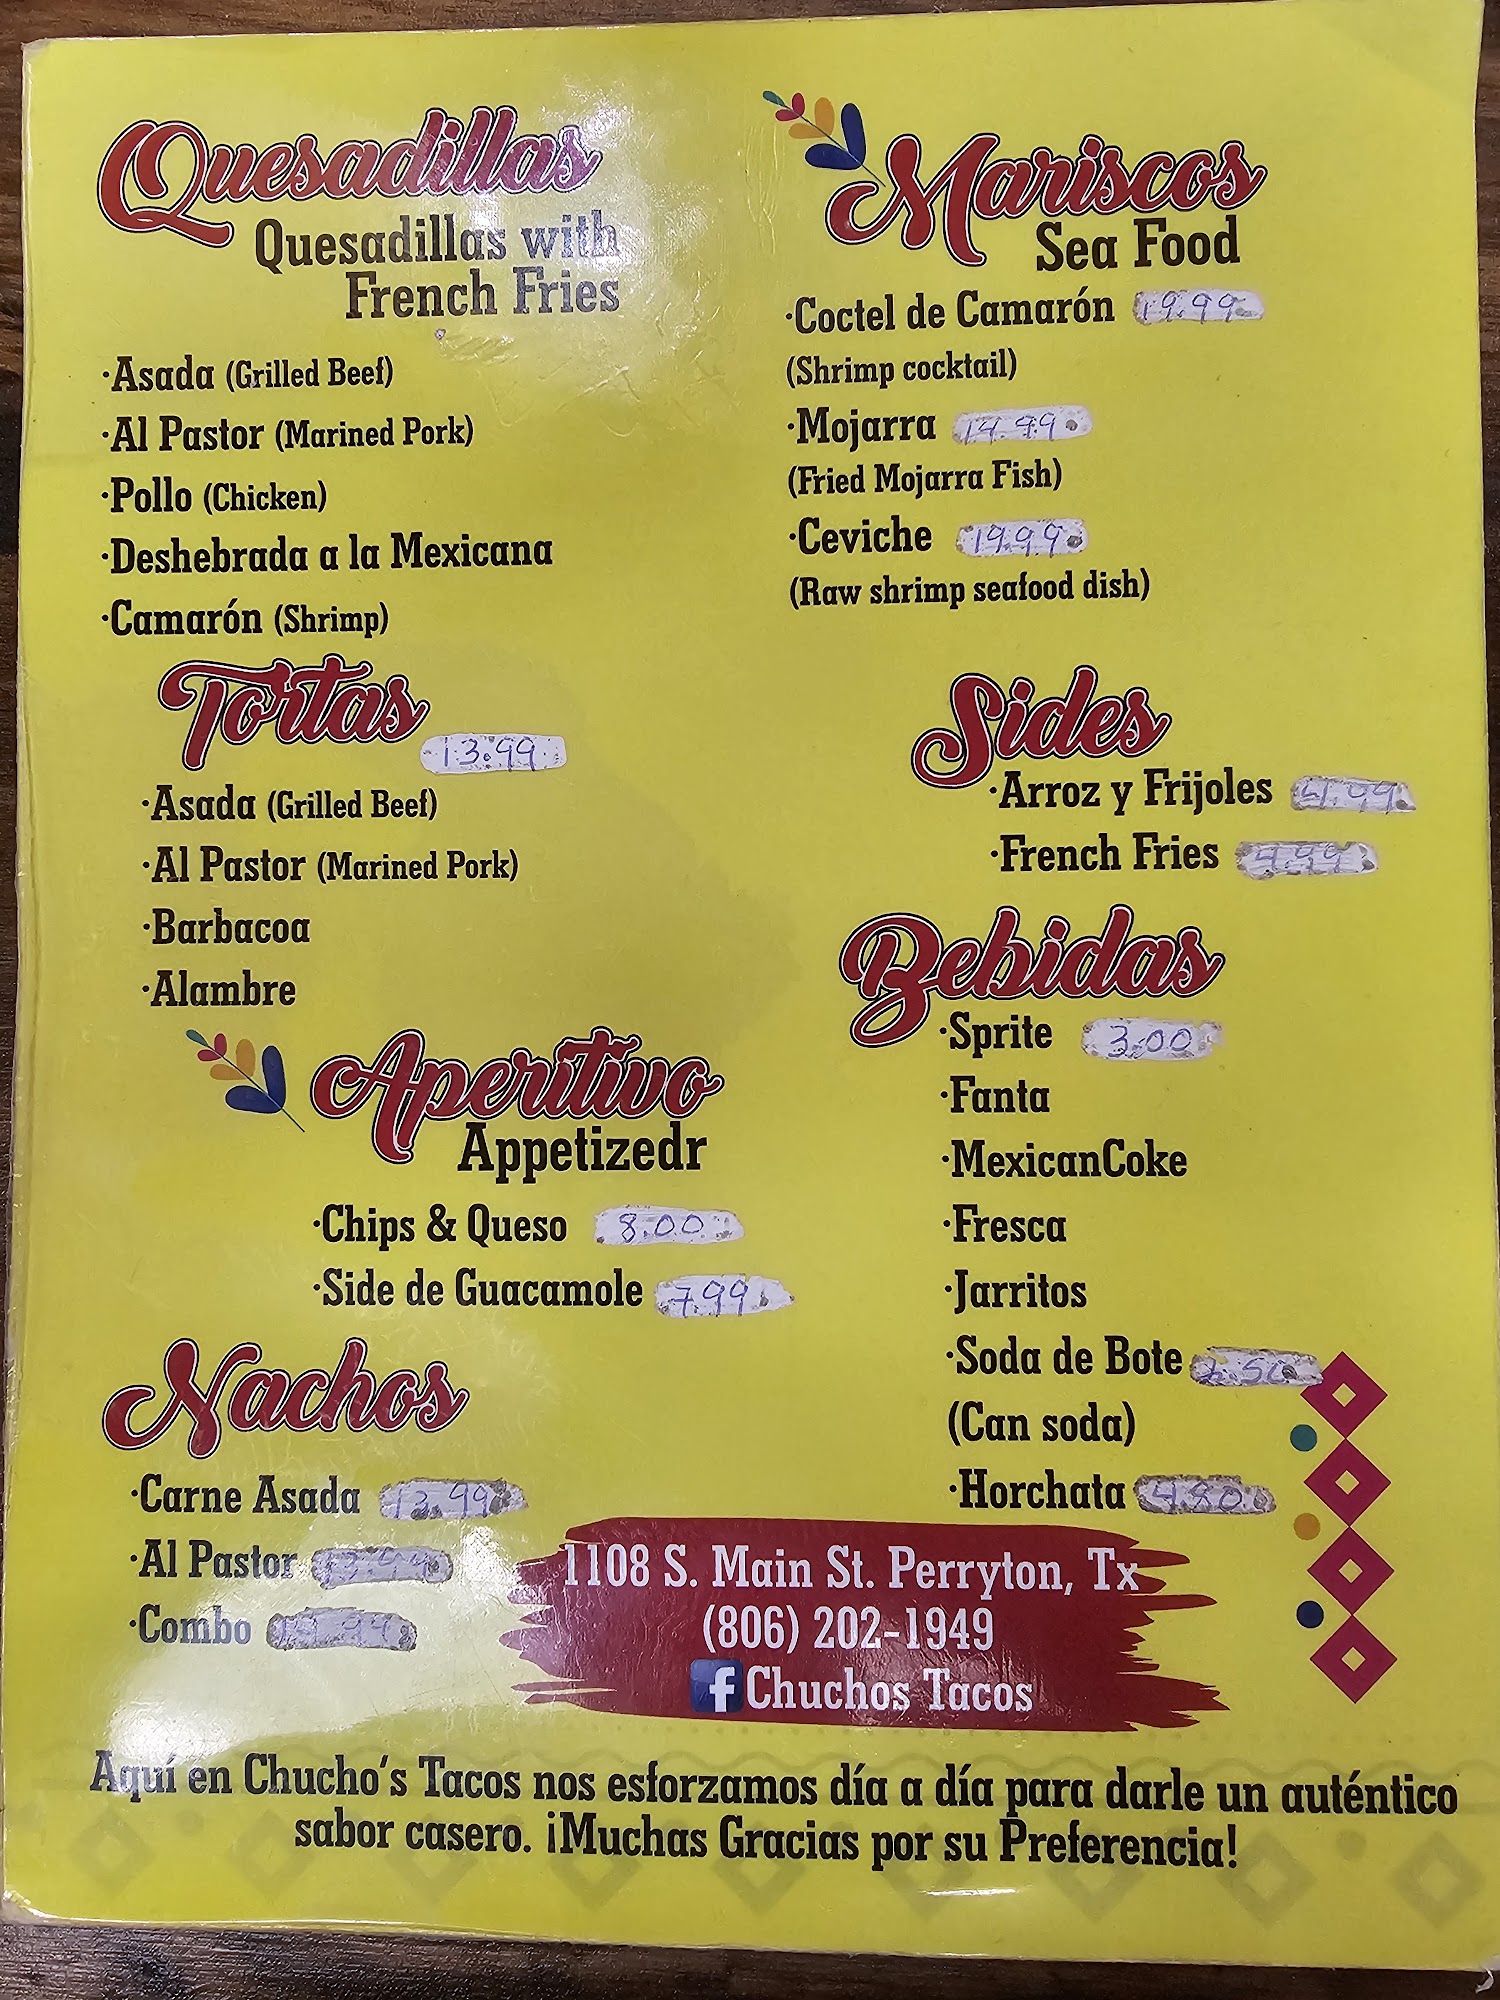 Quesadillas
Quesadillas with
French Fries
·Asada (Grilled Beef)
·Al Pastor (Marined Pork)
·Pollo (Chicken)
·Deshebrada a la Mexicana
·Camarón (Shrimp)
Tortas
13.99
·Asada (Grilled Beef)
·Al Pastor (Marined Pork)
·Barbacoa
·Alambre
Aperitivo
Appetizedr
·Chips & Queso 8.00
·Side de Guacamole 7.99
Nachos
·Carne Asada 13.99
·Al Pastor
·Combo
Mariscos
Sea Food
·Coctel de Camarón 19.99
(Shrimp cocktail)
·Mojarra 14.99
(Fried Mojarra Fish)
·Ceviche 19.99
(Raw shrimp seafood dish)
Sides
·Arroz y Frijoles 4.99
·French Fries 4.99
Bebidas
·Sprite 3.00
·Fanta
·MexicanCoke
·Fresca
·Jarritos
·Soda de Bote
(Can soda)
·Horchata
1108 S. Main St. Perryton, Tx
(806) 202-1949
f Chuchos Tacos
Aquí en Chucho's Tacos nos esforzamos día a día para darle un auténtico
sabor casero. ¡Muchas Gracias por su Preferencia!